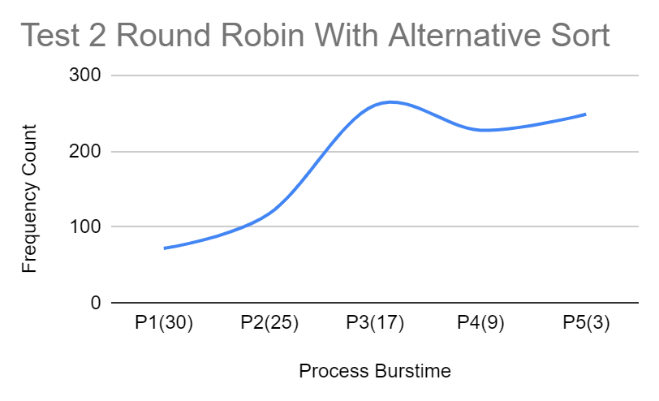 Test 2 Round Robin With Alternative Sort
Frequency Count
300
200
100
0
P1(30) P2(25) P3(17) P4(9) P5(3)
Process Burstime